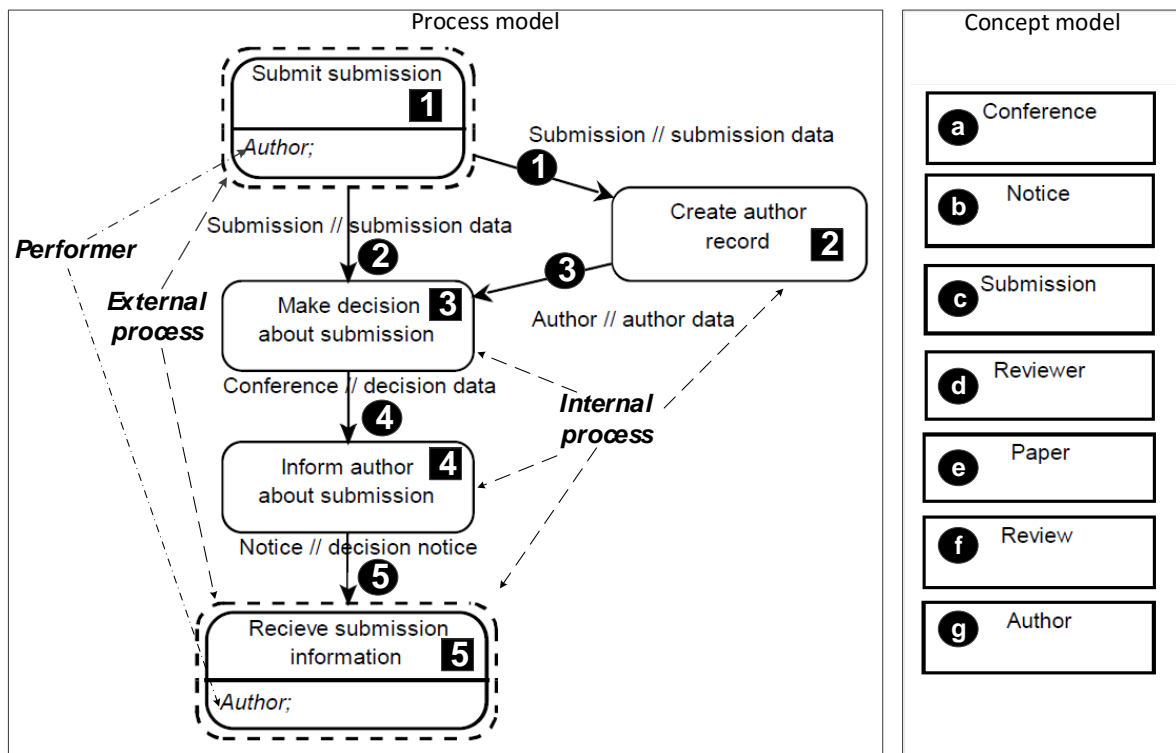 Process model
Concept model
Submit submission
1
Author;
Submission // submission data
1
Create author
record
2
Submission // submission data
2
3
Author // author data
Performer
External
process
Make decision
about submission
3
Conference // decision data
4
Internal
process
Inform author
about submission
4
Notice // decision notice
5
Recieve submission
information
5
Author;
a
Conference
b
Notice
c
Submission
d
Reviewer
e
Paper
f
Review
g
Author